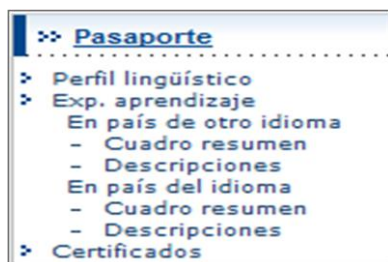 >> Pasaporte
> Perfil lingüístico
> Exp. aprendizaje
En país de otro idioma
- Cuadro resumen
- Descripciones
En país del idioma
- Cuadro resumen
- Descripciones
> Certificados